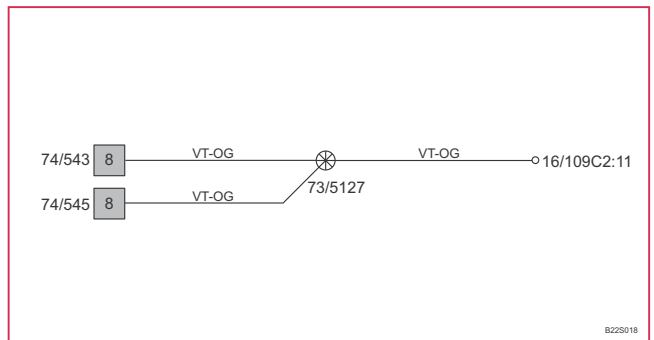 VT-OG
VT-OG
74/543
8
16/109C2:11
VT-OG
73/5127
74/545
8
B22S018